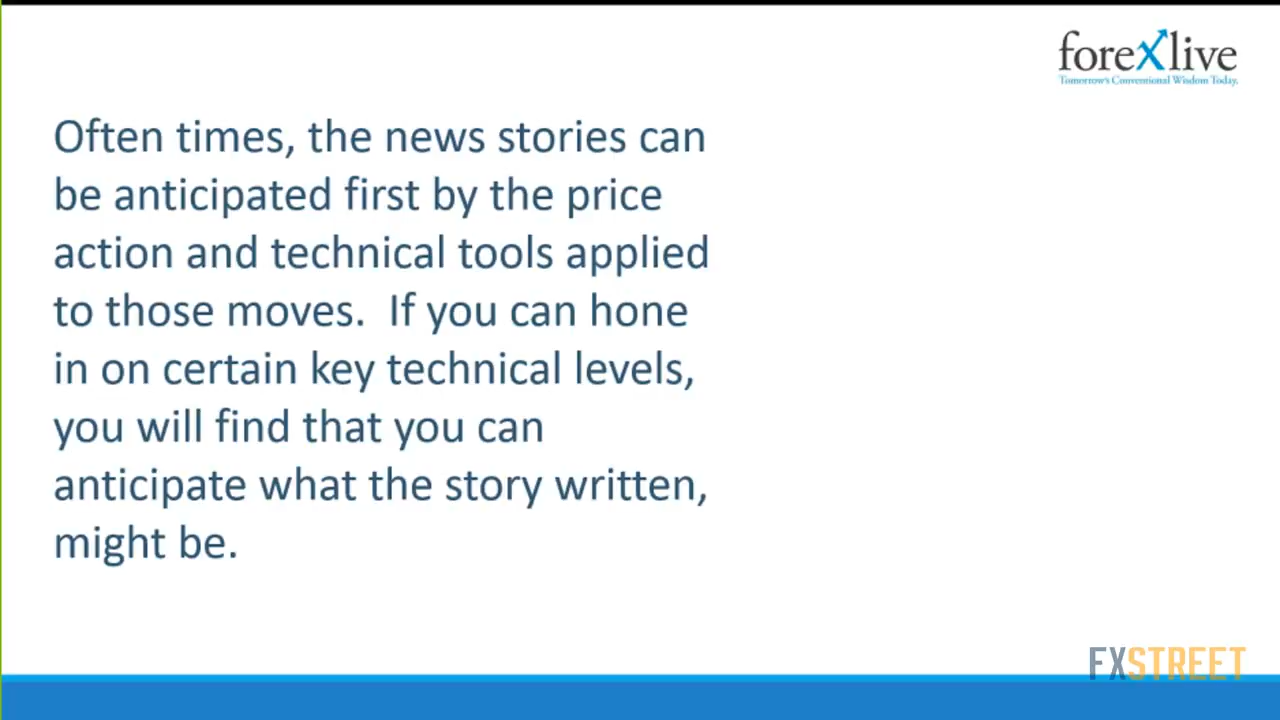 forexlive
Tomorrow's Conventional Wisdom Today.
Often times, the news stories can
be anticipated first by the price
action and technical tools applied
to those moves.  If you can hone
in on certain key technical levels,
you will find that you can
anticipate what the story written,
might be.
FXSTREET